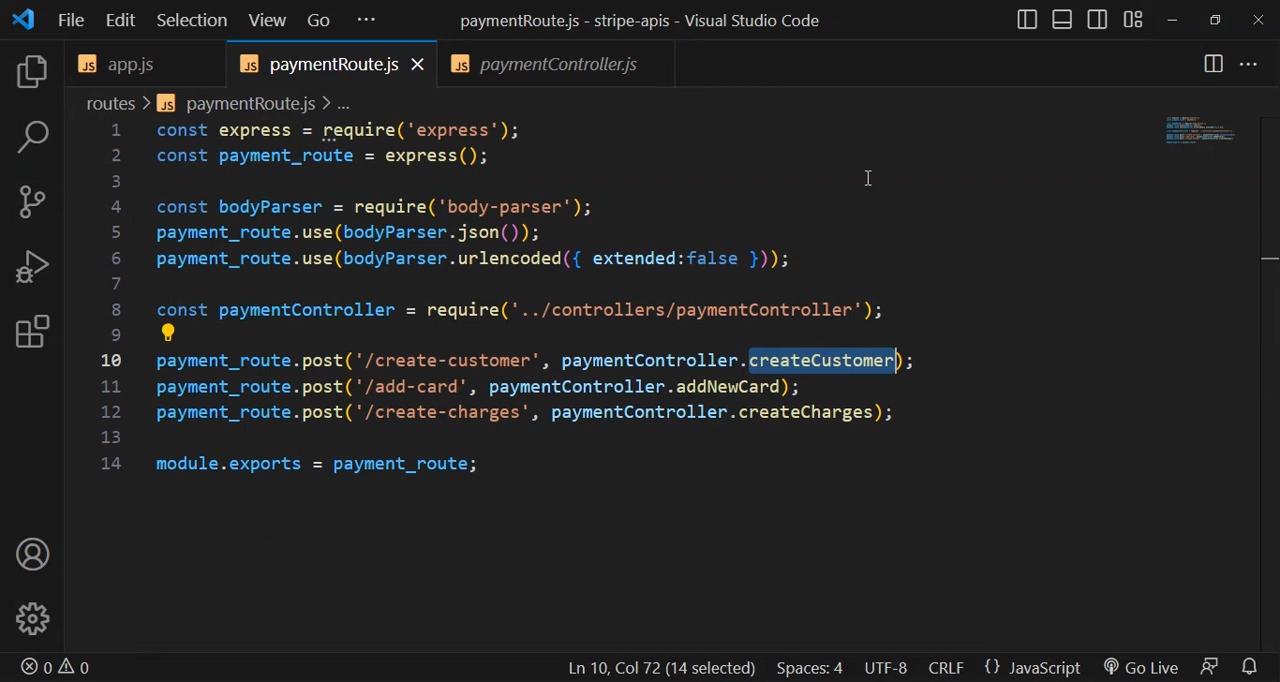 File Edit Selection View Go ··· paymentRoute.js - stripe-apis - Visual Studio Code
JS app.js JS paymentRoute.js JS paymentController.js
routes > JS paymentRoute.js > ...
1 const express = require('express');
2 const payment_route = express();
3
4 const bodyParser = require('body-parser');
5 payment_route.use(bodyParser.json());
6 payment_route.use(bodyParser.urlencoded({ extended:false }));
7
8 const paymentController = require('../controllers/paymentController');
9
10 payment_route.post('/create-customer', paymentController.createCustomer);
11 payment_route.post('/add-card', paymentController.addNewCard);
12 payment_route.post('/create-charges', paymentController.createCharges);
13
14 module.exports = payment_route;
0 0 Ln 10, Col 72 (14 selected) Spaces: 4 UTF-8 CRLF {} JavaScript Go Live